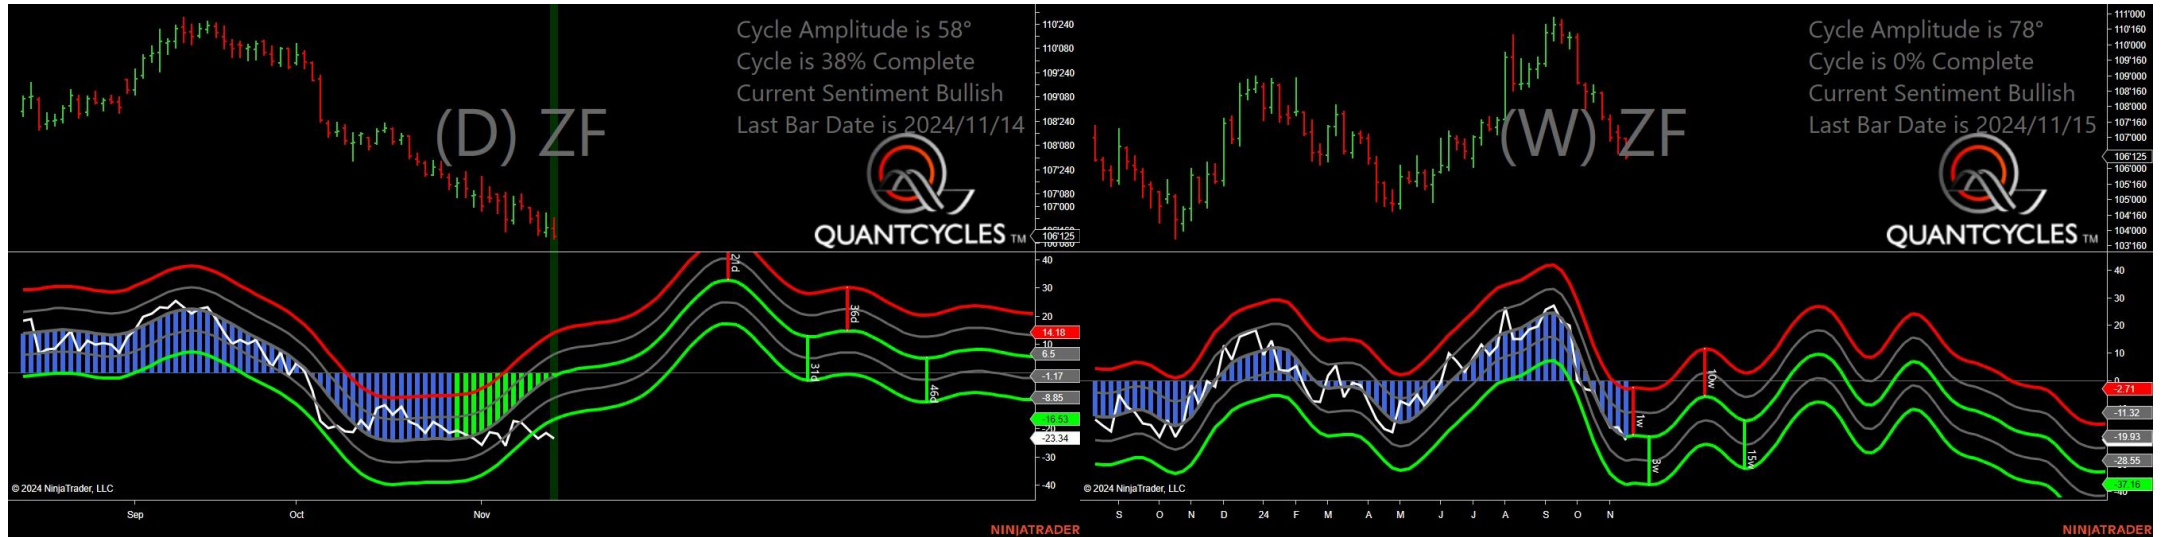 Cycle Amplitude is 58°
Cycle is 38% Complete
Current Sentiment Bullish
Last Bar Date is 2024/11/14
(D) ZF
QUANTCYCLES TM
110'240
110'080
109'240
109'080
108'240
108'080
107'240
107'080
107'000
106'125
106'080
40
30
20
14.18
10
6.5
-1.17
-8.85
-16.53
-20
-23.34
-30
-40
21d
36d
31d
46d
© 2024 NinjaTrader, LLC
Sep
Oct
Nov
NINJATRADER
Cycle Amplitude is 78°
Cycle is 0% Complete
Current Sentiment Bullish
Last Bar Date is 2024/11/15
(W) ZF
QUANTCYCLES TM
111'000
110'160
110'000
109'160
109'000
108'160
108'000
107'160
107'000
106'125
106'000
105'160
105'000
104'160
104'000
103'160
40
30
20
10
0
-2.71
-11.32
-19.93
-28.55
-37.16
-40
1w
8w
10w
15w
© 2024 NinjaTrader, LLC
S O N D 24 F M A M J J A S O N
NINJATRADER